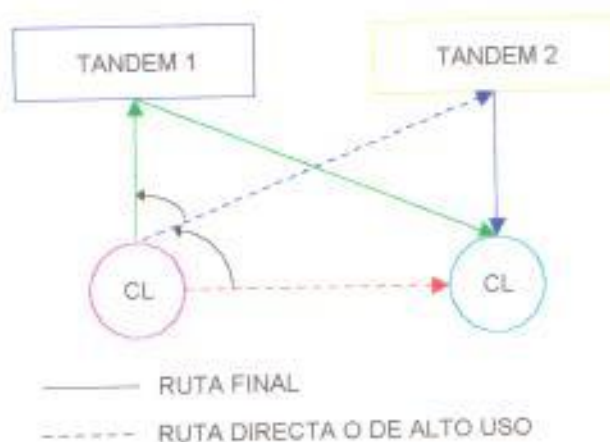 TANDEM 1
TANDEM 2
CL
CL
RUTA FINAL
RUTA DIRECTA O DE ALTO USO